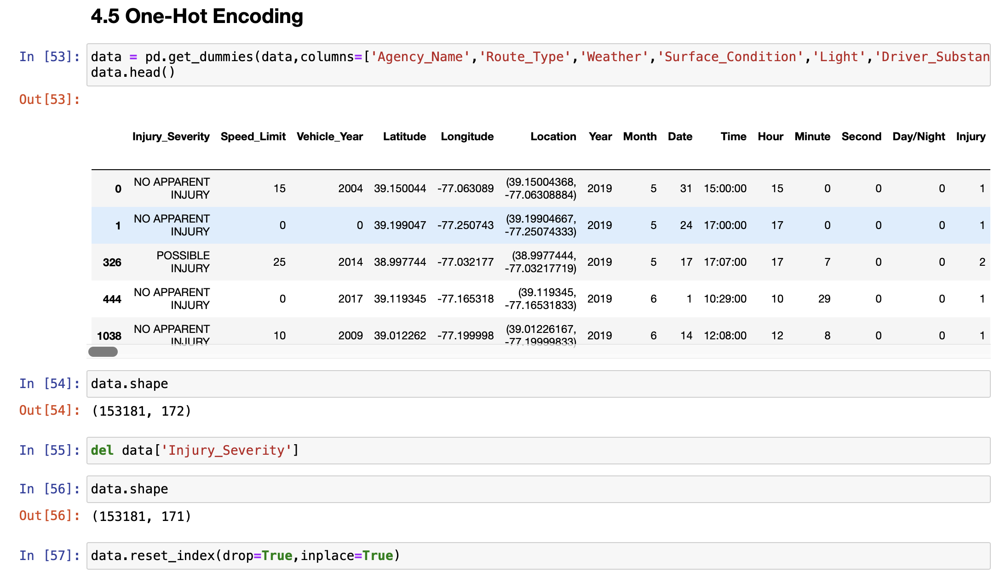 4.5 One-Hot Encoding
In [53]: data = pd.get_dummies(data,columns=['Agency_Name','Route_Type','Weather','Surface_Condition','Light','Driver_Substan
data.head()
Out[53]:
Injury_Severity Speed_Limit Vehicle_Year Latitude Longitude Location Year Month Date Time Hour Minute Second Day/Night Injury
0 NO APPARENT INJURY 15 2004 39.150044 -77.063089 (39.15004368, -77.06308884) 2019 5 31 15:00:00 15 0 0 0 1
1 NO APPARENT INJURY 0 0 39.199047 -77.250743 (39.19904667, -77.25074333) 2019 5 24 17:00:00 17 0 0 0 1
326 POSSIBLE INJURY 25 2014 38.997744 -77.032177 (38.9977444, -77.03217719) 2019 5 17 17:07:00 17 7 0 0 2
444 NO APPARENT INJURY 0 2017 39.119345 -77.165318 (39.119345, -77.16531833) 2019 6 1 10:29:00 10 29 0 0 1
1038 NO APPARENT INJURY 10 2009 39.012262 -77.199998 (39.01226167, -77.19999833) 2019 6 14 12:08:00 12 8 0 0 1
In [54]: data.shape
Out[54]: (153181, 172)
In [55]: del data['Injury_Severity']
In [56]: data.shape
Out[56]: (153181, 171)
In [57]: data.reset_index(drop=True,inplace=True)